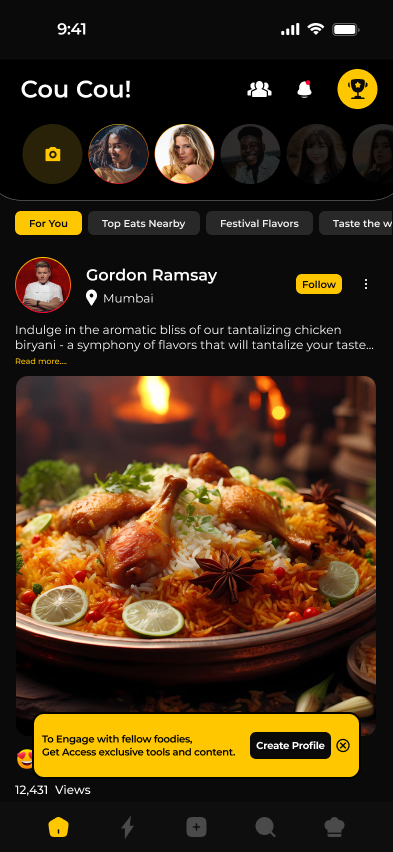 9:41
Cou Cou!
For You
Top Eats Nearby
Festival Flavors
Taste the w
Gordon Ramsay
Mumbai
Follow
Indulge in the aromatic bliss of our tantalizing chicken
biryani - a symphony of flavors that will tantalize your taste...
Read more....
To Engage with fellow foodies,
Get Access exclusive tools and content.
Create Profile
12,431 Views